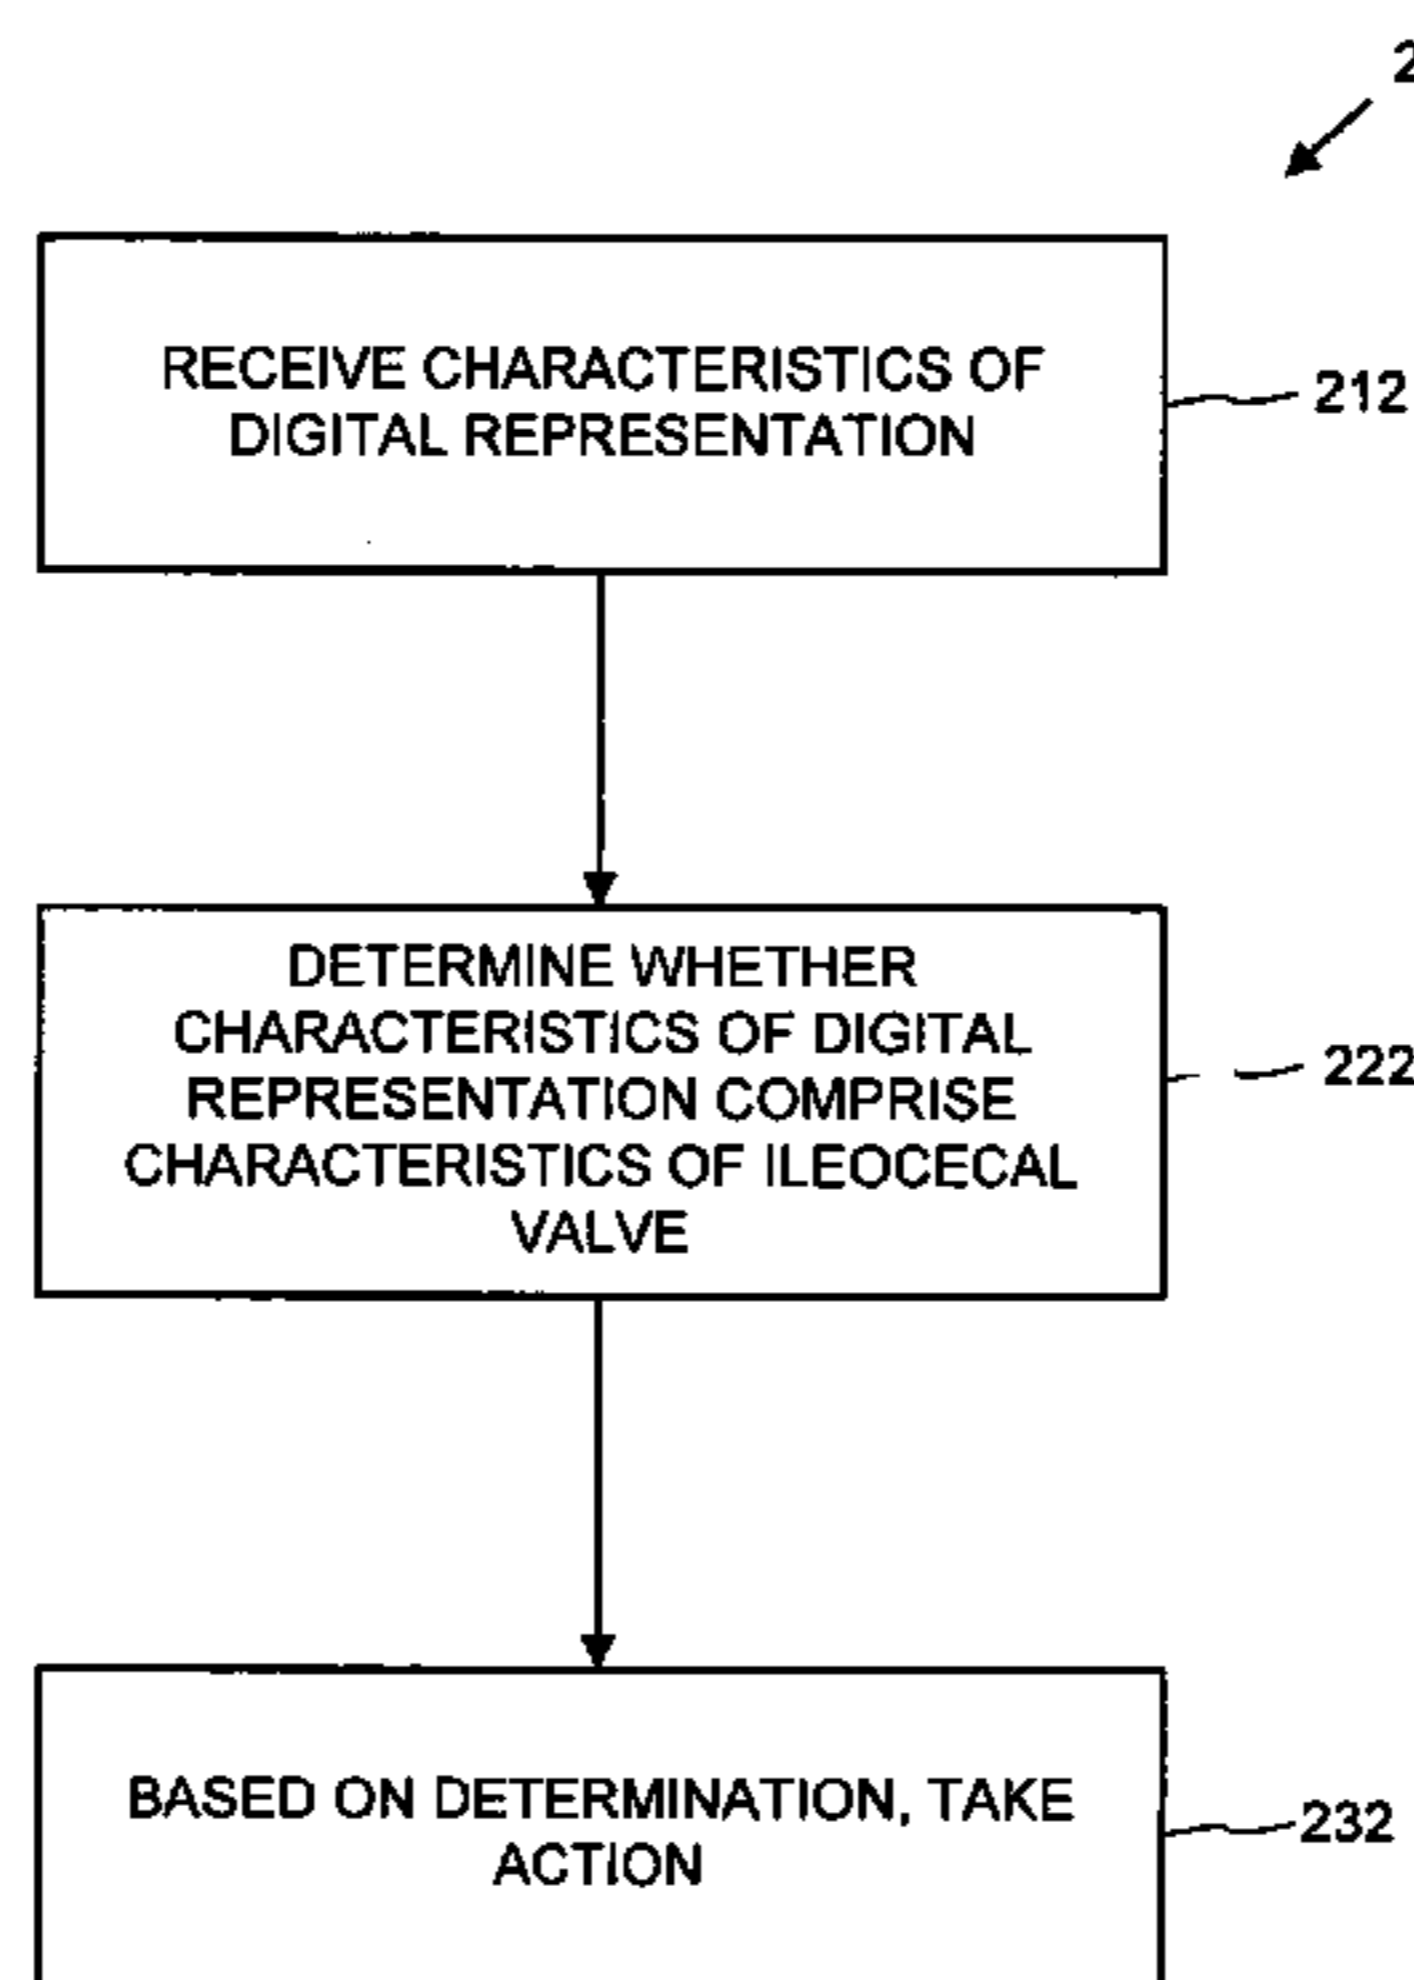 RECEIVE CHARACTERISTICS OF
DIGITAL REPRESENTATION
212
DETERMINE WHETHER
CHARACTERISTICS OF DIGITAL
REPRESENTATION COMPRISE
CHARACTERISTICS OF ILEOCECAL
VALVE
222
BASED ON DETERMINATION, TAKE
ACTION
232